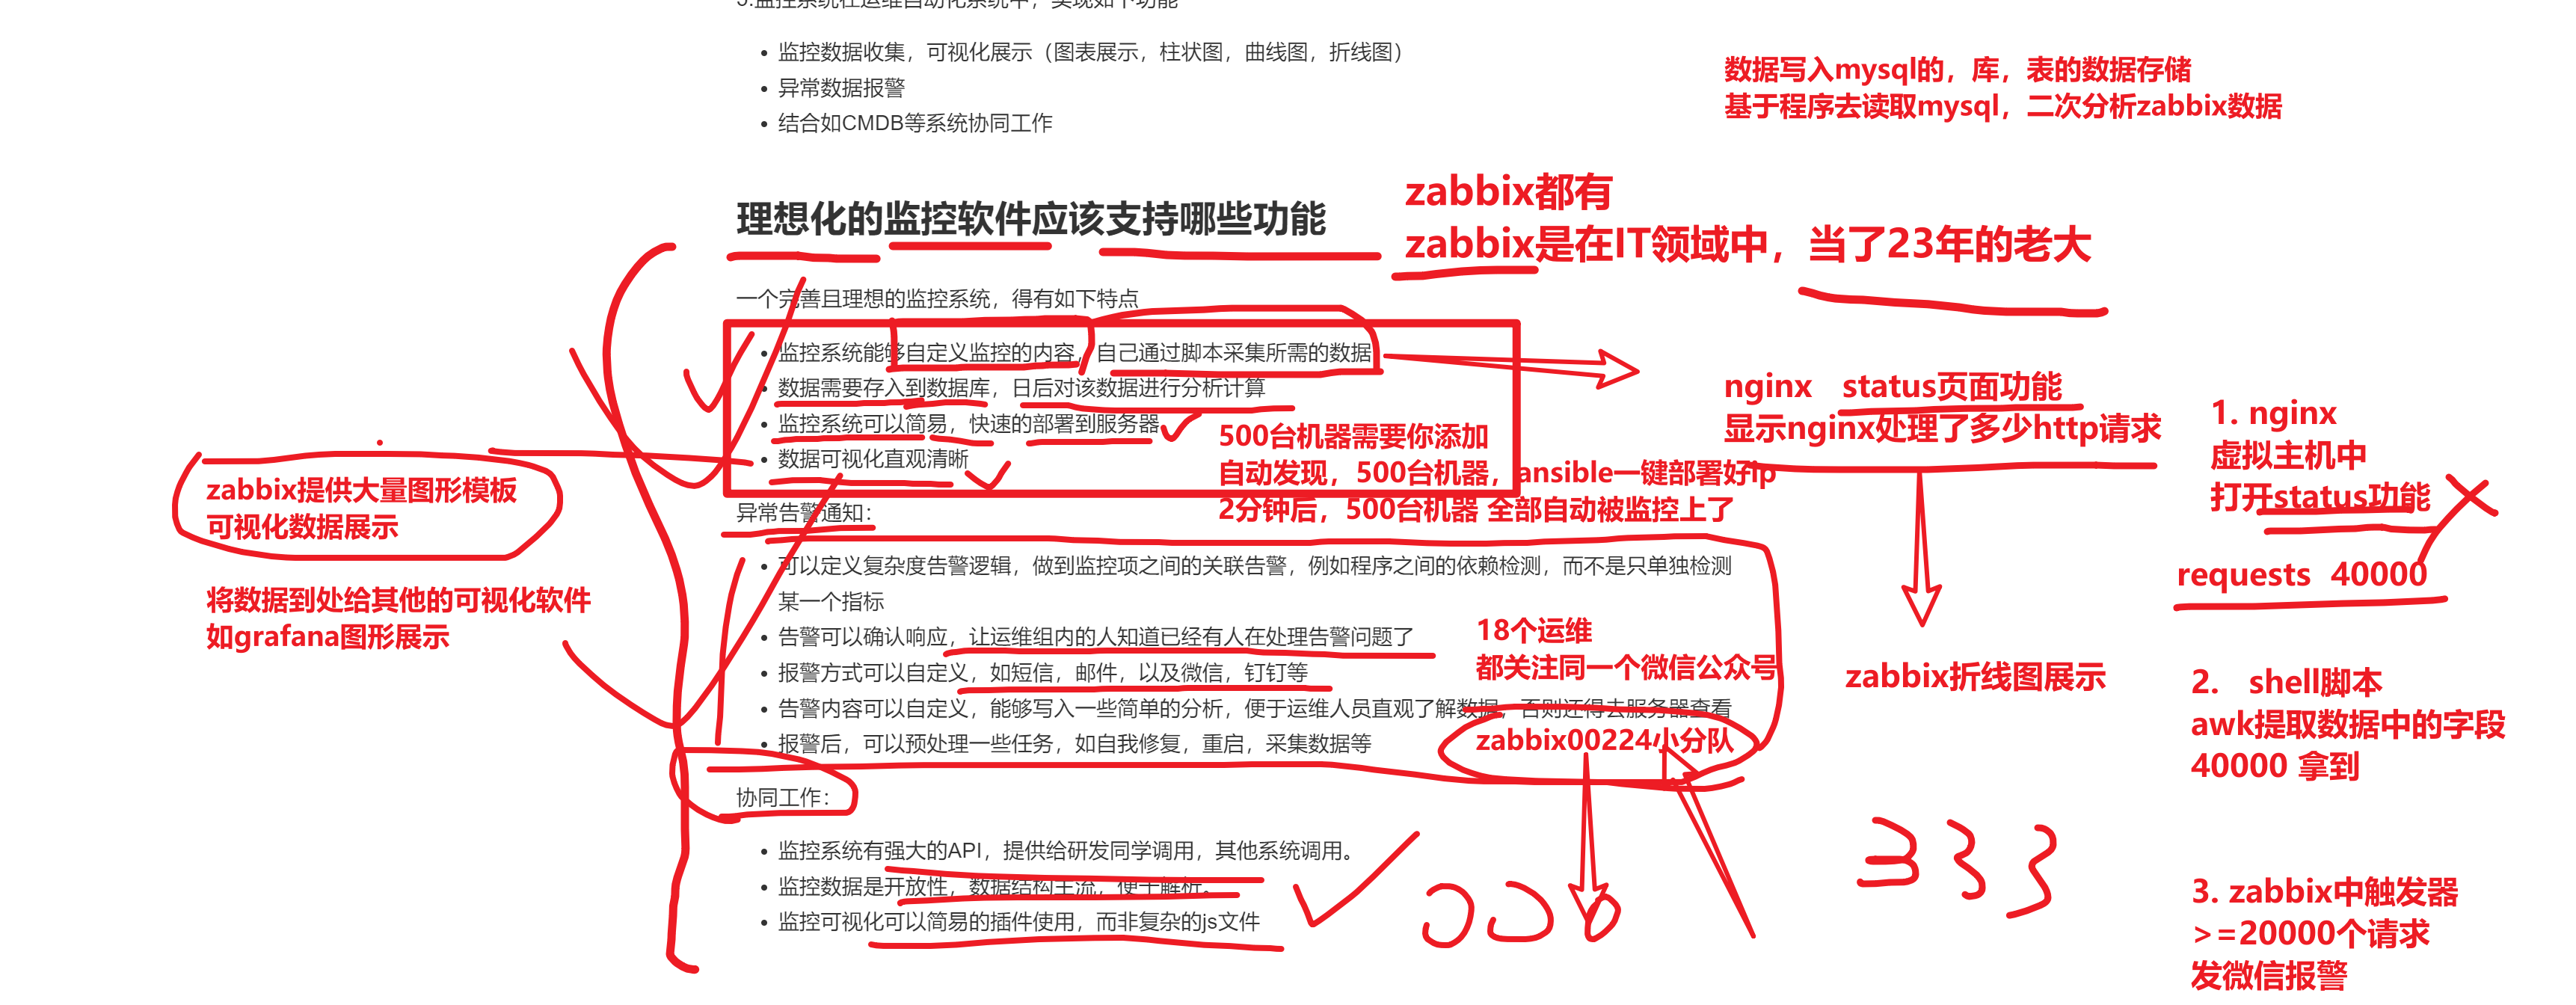 5.监控系统在运维自动化系统中，实现如下功能
监控数据收集，可视化展示（图表展示，柱状图，曲线图，折线图）
异常数据报警
结合如CMDB等系统协同工作
数据写入mysql的，库，表的数据存储
基于程序去读取mysql，二次分析zabbix数据
理想化的监控软件应该支持哪些功能
zabbix都有
zabbix是在IT领域中，当了23年的老大
一个完善且理想的监控系统，得有如下特点
监控系统能够自定义监控的内容，自己通过脚本采集所需的数据
数据需要存入到数据库，日后对该数据进行分析计算
监控系统可以简易，快速的部署到服务器
数据可视化直观清晰
500台机器需要你添加
自动发现，500台机器，ansible一键部署好ip
2分钟后，500台机器 全部自动被监控上了
nginx status页面功能
显示nginx处理了多少http请求
zabbix折线图展示
1. nginx
虚拟主机中
打开status功能
requests 40000
2. shell脚本
awk提取数据中的字段
40000 拿到
3. zabbix中触发器
>=20000个请求
发微信报警
zabbix提供大量图形模板
可视化数据展示
将数据到处给其他的可视化软件
如grafana图形展示
异常告警通知：
可以定义复杂度告警逻辑，做到监控项之间的关联告警，例如程序之间的依赖检测，而不是只单独检测
某一个指标
告警可以确认响应，让运维组内的人知道已经有人在处理告警问题了
报警方式可以自定义，如短信，邮件，以及微信，钉钉等
告警内容可以自定义，能够写入一些简单的分析，便于运维人员直观了解数据，否则还得去服务器查看
报警后，可以预处理一些任务，如自我修复，重启，采集数据等
18个运维
都关注同一个微信公众号
zabbix00224小分队
协同工作：
监控系统有强大的API，提供给研发同学调用，其他系统调用。
监控数据是开放性，数据结构主流，便于解析。
监控可视化可以简易的插件使用，而非复杂的js文件
333